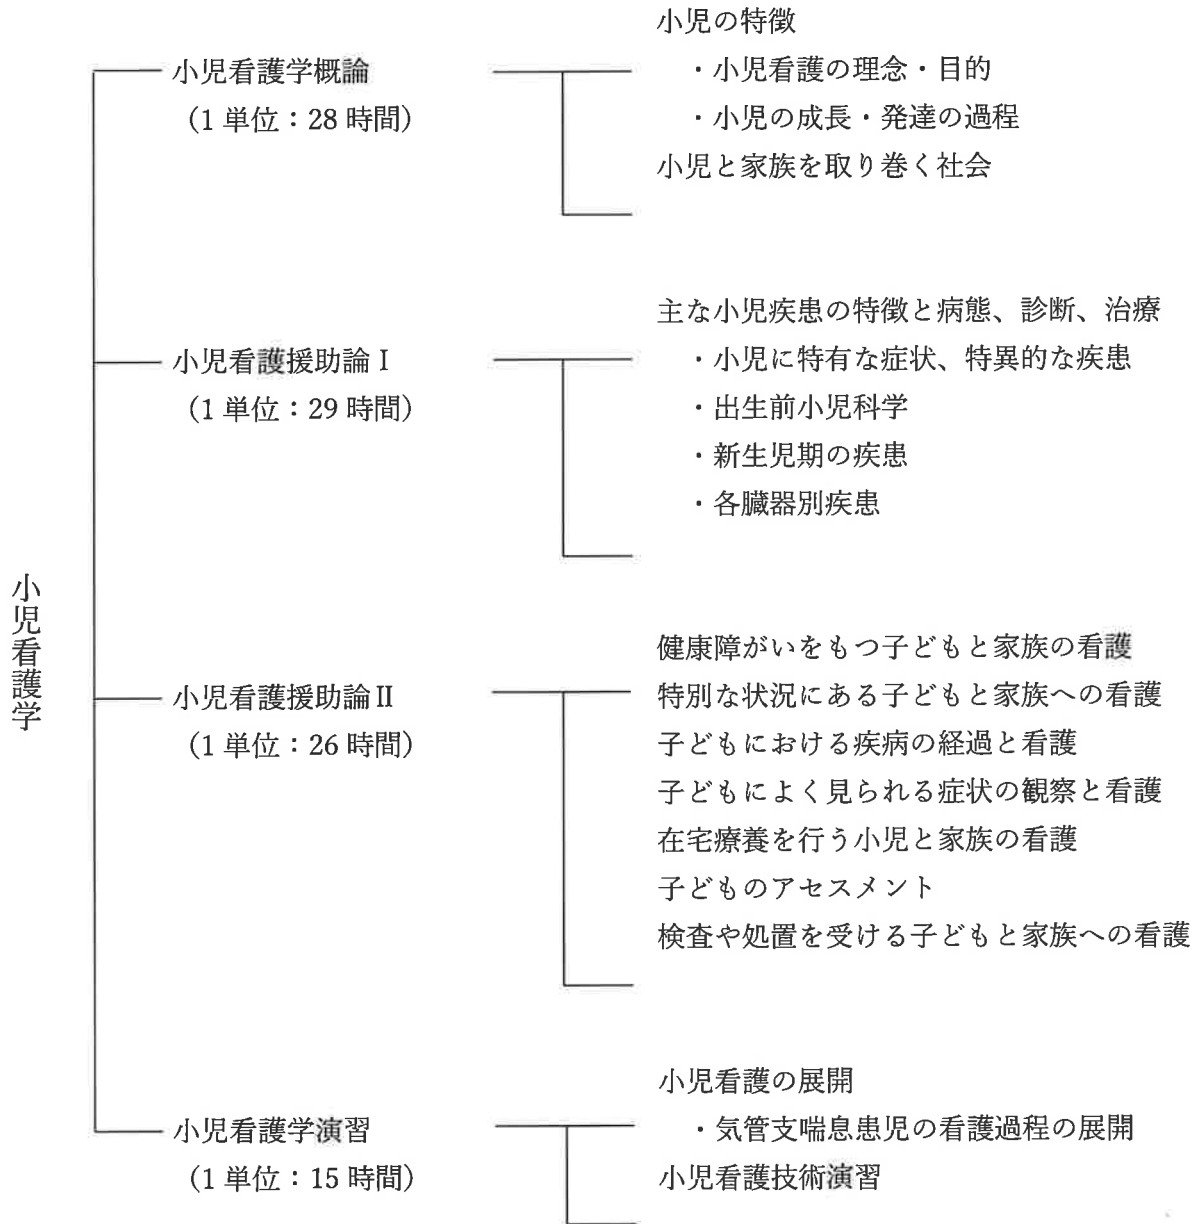 小児看護学
小児看護学概論
（1 単位：28 時間）
小児の特徴
・小児看護の理念・目的
・小児の成長・発達の過程
小児と家族を取り巻く社会
小児看護援助論 I
（1 単位：29 時間）
主な小児疾患の特徴と病態、診断、治療
・小児に特有な症状、特異的な疾患
・出生前小児科学
・新生児期の疾患
・各臓器別疾患
小児看護援助論 II
（1 単位：26 時間）
健康障がいをもつ子どもと家族の看護
特別な状況にある子どもと家族への看護
子どもにおける疾病の経過と看護
子どもによく見られる症状の観察と看護
在宅療養を行う小児と家族の看護
子どものアセスメント
検査や処置を受ける子どもと家族への看護
小児看護学演習
（1 単位：15 時間）
小児看護の展開
・気管支喘息患児の看護過程の展開
小児看護技術演習